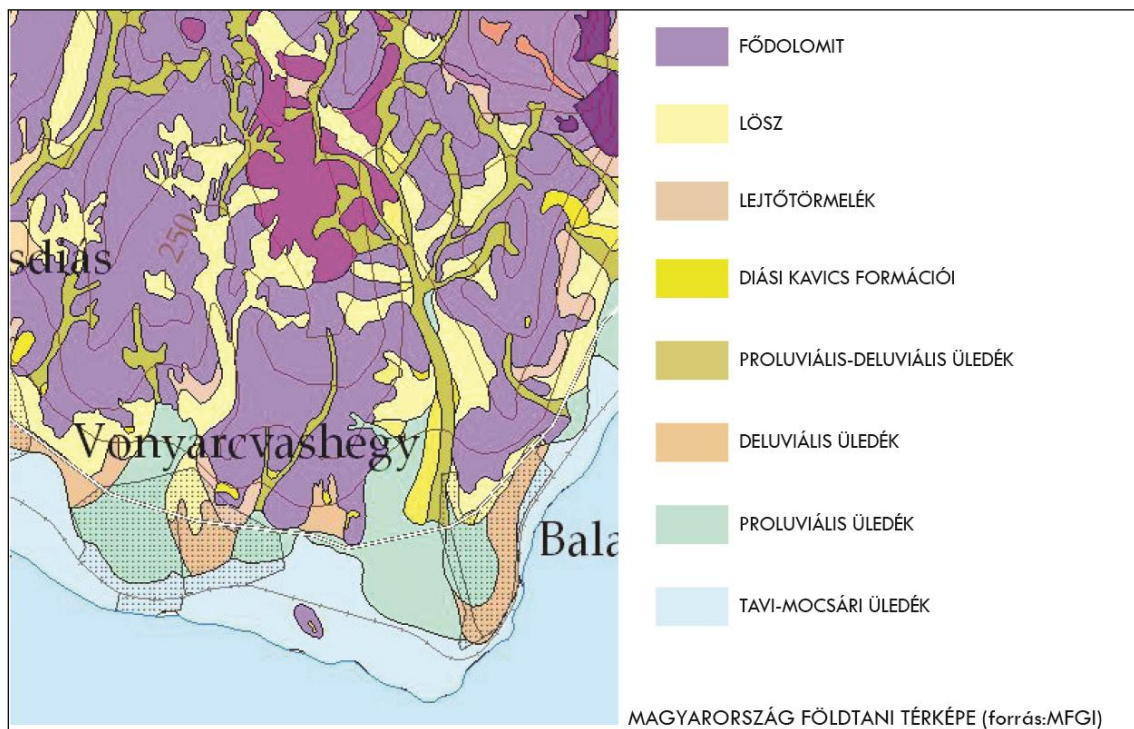 sdiás
250
Vonyarcvashegy
Bala
FŐDOLOMIT
LÖSZ
LEJTŐTÖRMELÉK
DIÁSI KAVICS FORMÁCIÓI
PROLUVIÁLIS-DELUVIÁLIS ÜLEDÉK
DELUVIÁLIS ÜLEDÉK
PROLUVIÁLIS ÜLEDÉK
TAVI-MOCSÁRI ÜLEDÉK
MAGYARORSZÁG FÖLDTANI TÉRKÉPE (forrás:MFGI)